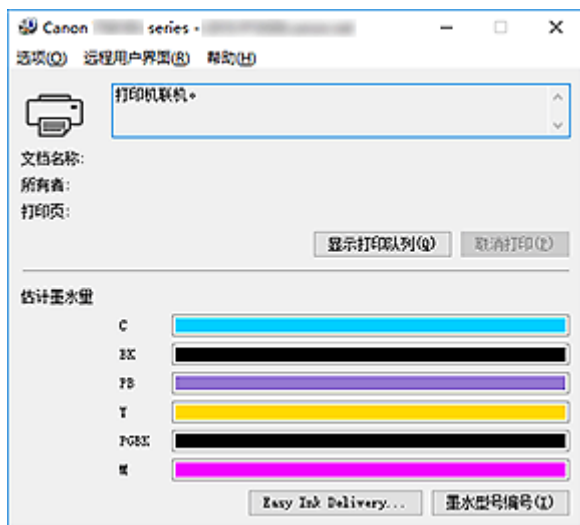 Canon series -
选项(O) 远程用户界面(R) 帮助(H)
打印机联机。
文档名称:
所有者:
打印页:
显示打印队列(Q) 取消打印(P)
估计墨水量
C
BK
PB
Y
PGBK
M
Easy Ink Delivery... 墨水型号编号(I)